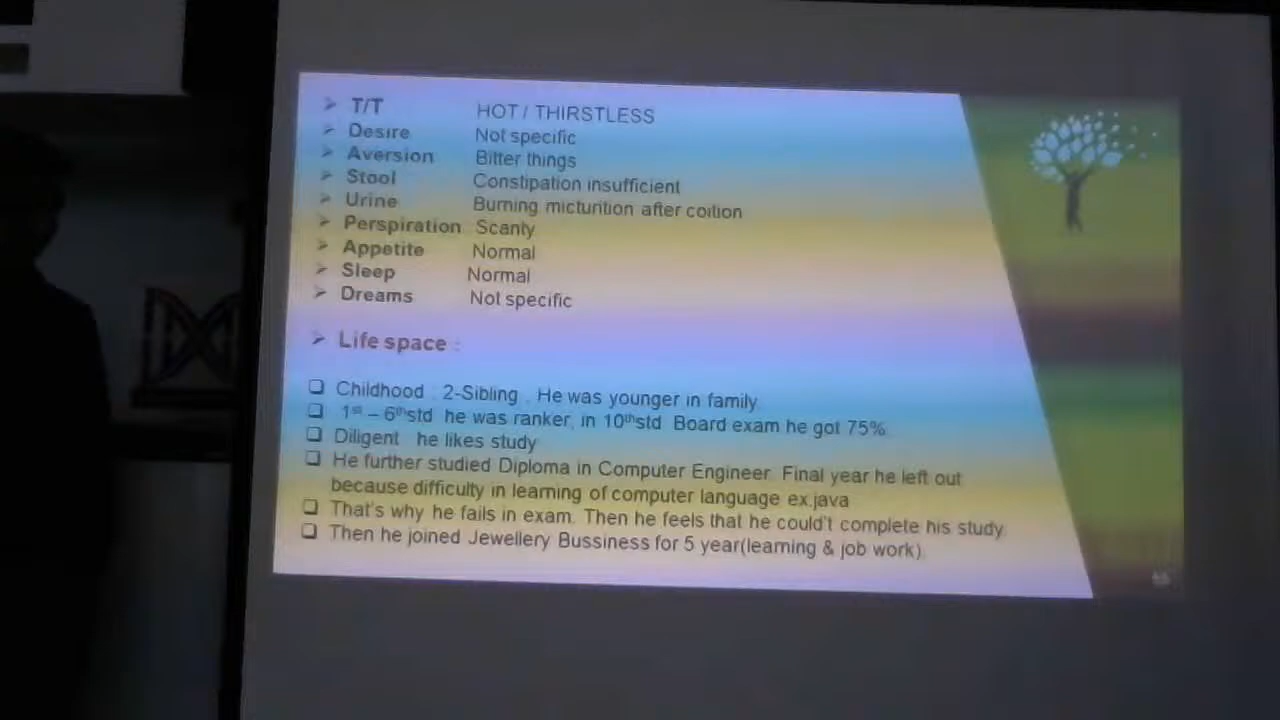 T/T HOT / THIRSTLESS
Desire Not specific
Aversion Bitter things
Stool Constipation insufficient
Urine Burning micturition after coition
Perspiration Scanty
Appetite Normal
Sleep Normal
Dreams Not specific
Life space :
Childhood : 2-Sibling . He was younger in family.
1st – 6thstd he was ranker, in 10thstd Board exam he got 75%.
Diligent he likes study
He further studied Diploma in Computer Engineer. Final year he left out
because difficulty in learning of computer language ex.java
That's why he fails in exam. Then he feels that he could't complete his study.
Then he joined Jewellery Bussiness for 5 year(learning & job work).